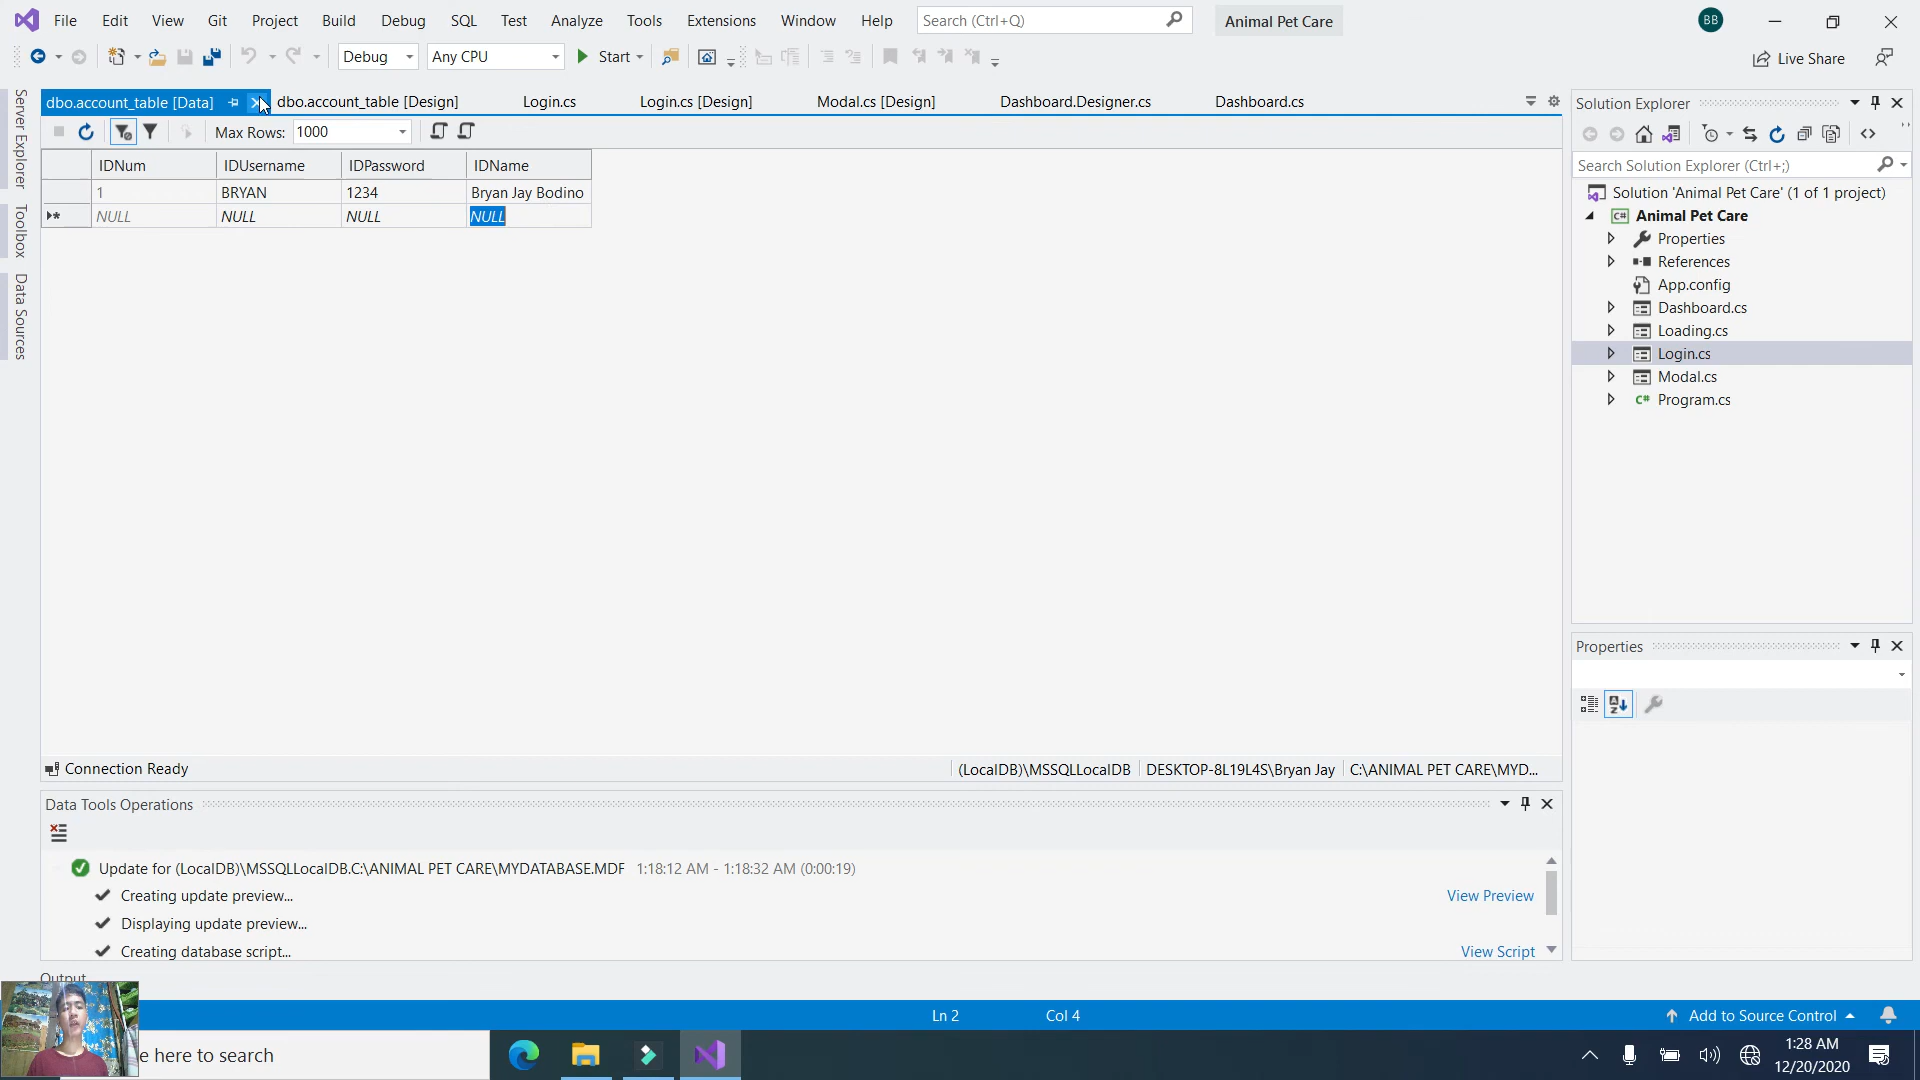 File Edit View Git Project Build Debug SQL Test Analyze Tools Extensions Window Help Search (Ctrl+Q) Animal Pet Care BB
Debug Any CPU Start Live Share
dbo.account_table [Data] dbo.account_table [Design] Login.cs Login.cs [Design] Modal.cs [Design] Dashboard.Designer.cs Dashboard.cs
Max Rows: 1000
IDNum IDUsername IDPassword IDName
1 BRYAN 1234 Bryan Jay Bodino
NULL NULL NULL NULL
Server Explorer
Toolbox
Data Sources
Solution Explorer
Search Solution Explorer (Ctrl+;)
Solution 'Animal Pet Care' (1 of 1 project)
C# Animal Pet Care
Properties
References
App.config
Dashboard.cs
Loading.cs
Login.cs
Modal.cs
C# Program.cs
Properties
Connection Ready (LocalDB)\MSSQLLocalDB DESKTOP-8L19L4S\Bryan Jay C:\ANIMAL PET CARE\MYD...
Data Tools Operations
Update for (LocalDB)\MSSQLLocalDB.C:\ANIMAL PET CARE\MYDATABASE.MDF 1:18:12 AM - 1:18:32 AM (0:00:19)
Creating update preview... View Preview
Displaying update preview...
Creating database script... View Script
Output
Ln 2 Col 4 Add to Source Control
e here to search
1:28 AM
12/20/2020